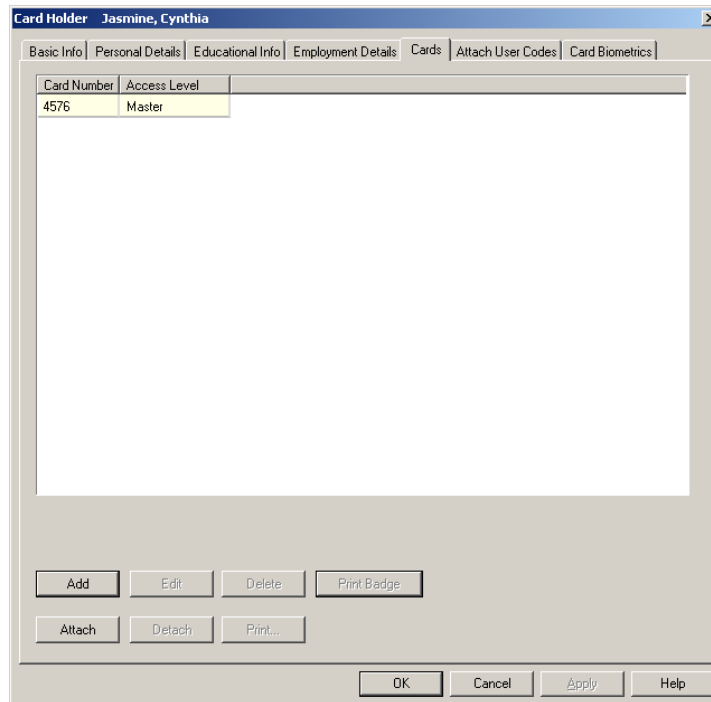 Card Holder Jasmine, Cynthia
Basic Info Personal Details Educational Info Employment Details Cards Attach User Codes Card Biometrics
Card Number Access Level
4576 Master
Add Edit Delete Print Badge
Attach Detach Print...
OK Cancel Apply Help